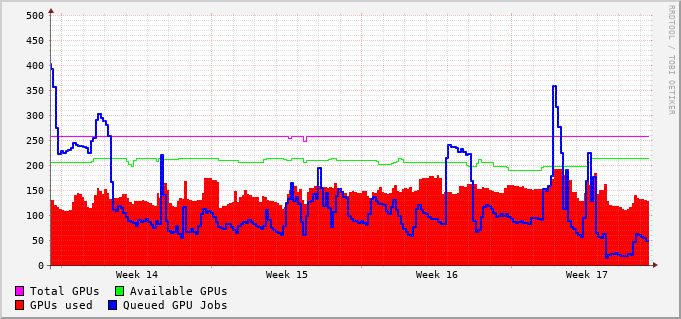 500
450
400
350
300
250
200
150
100
50
0
Week 14 Week 15 Week 16 Week 17
Total GPUs Available GPUs
GPUs used Queued GPU Jobs
RRDTOOL / TOBI OETIKER